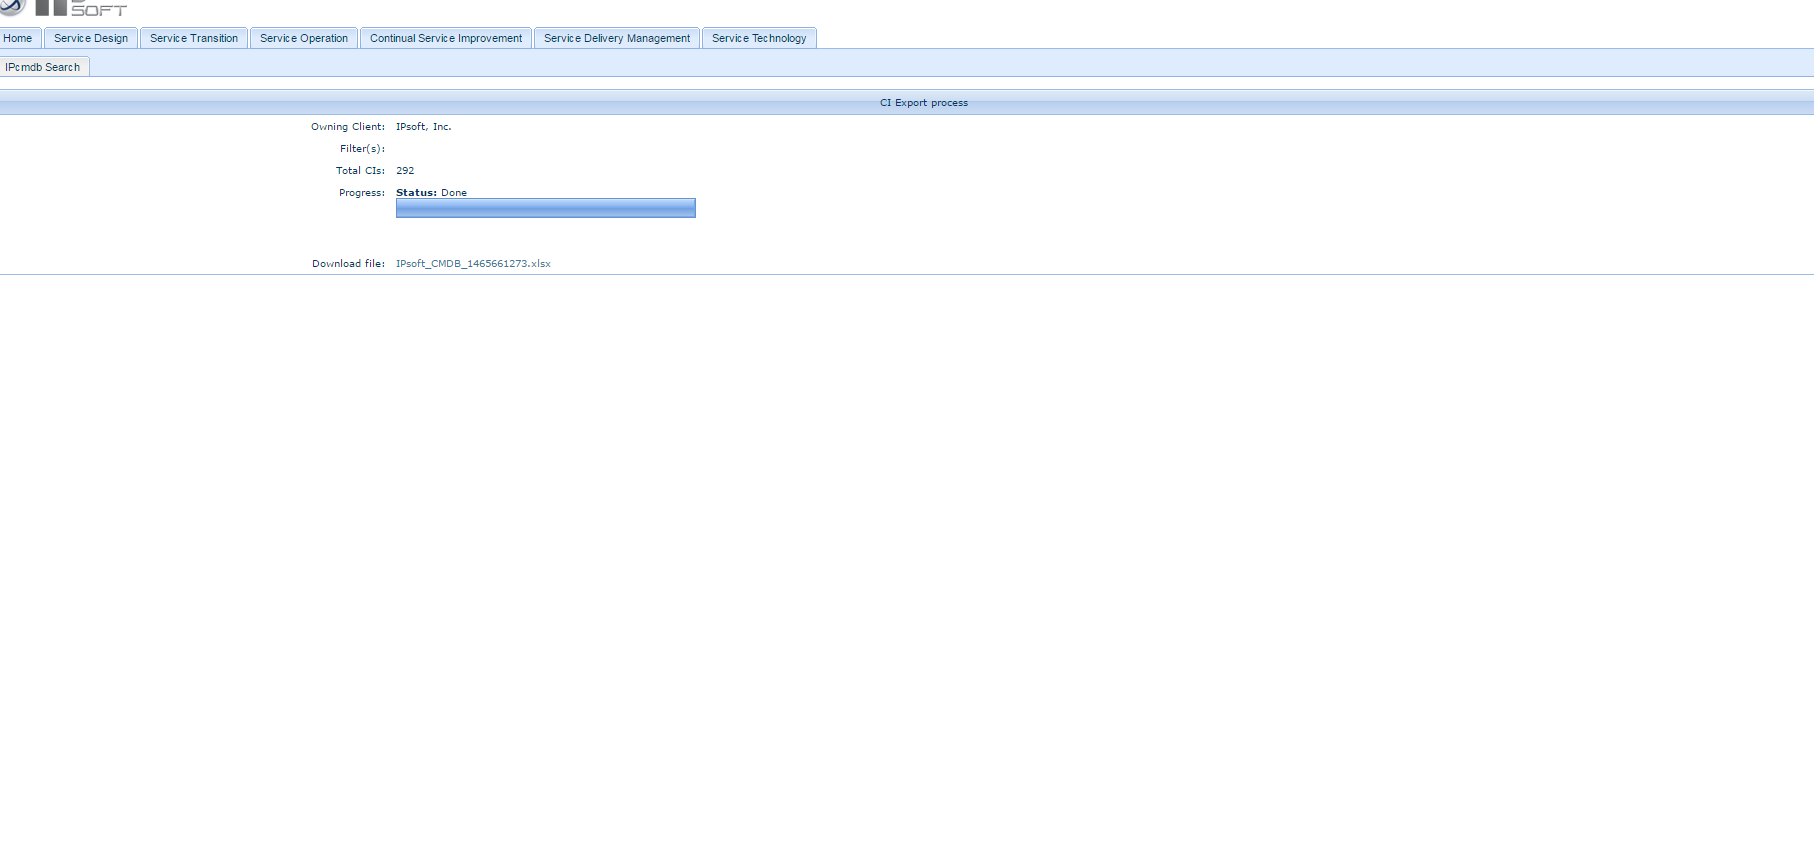 SOFT
Home Service Design Service Transition Service Operation Continual Service Improvement Service Delivery Management Service Technology
IPcmdb Search
CI Export process
Owning Client: IPsoft, Inc.
Filter(s):
Total CIs: 292
Progress: Status: Done
Download file: IPsoft_CMDB_1465661273.xlsx